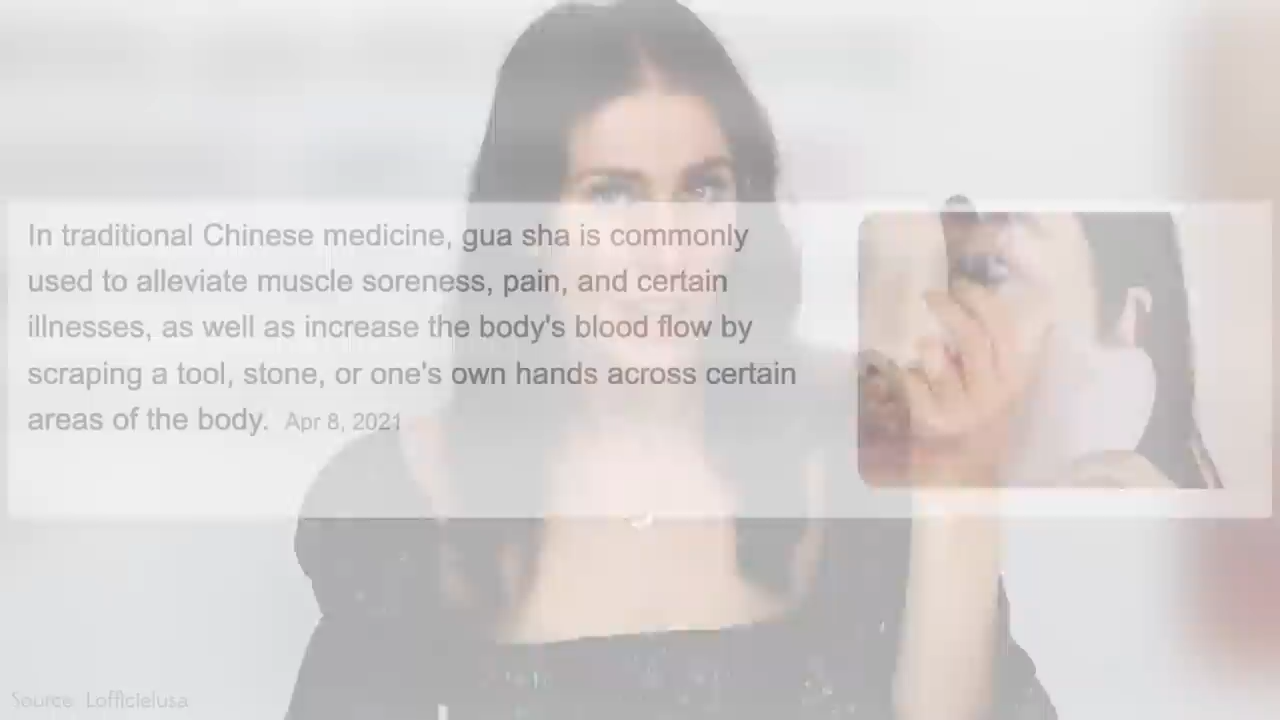 In traditional Chinese medicine, gua sha is commonly
used to alleviate muscle soreness, pain, and certain
illnesses, as well as increase the body's blood flow by
scraping a tool, stone, or one's own hands across certain
areas of the body. Apr 8, 2021
Source: Lofficielusa